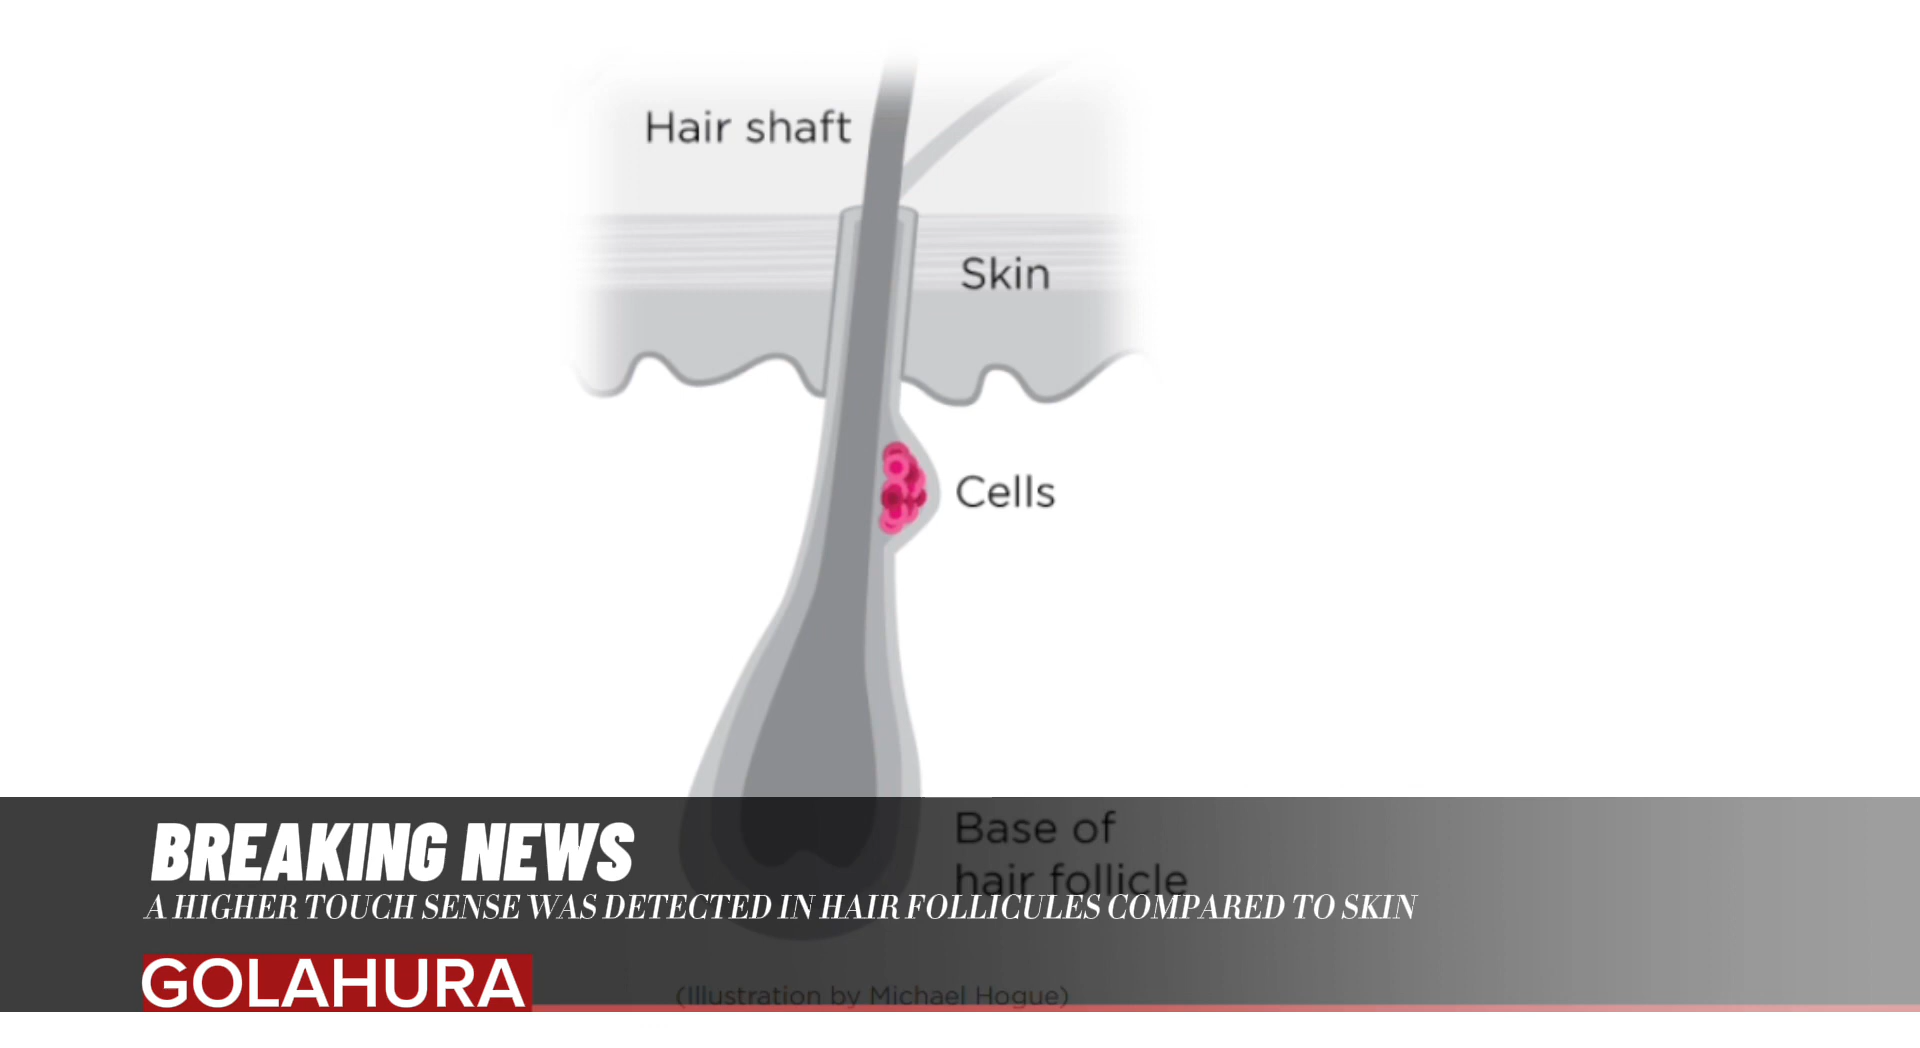 Hair shaft
Skin
Cells
Base of
hair follicle
BREAKING NEWS
A HIGHER TOUCH SENSE WAS DETECTED IN HAIR FOLLICULES COMPARED TO SKIN
GOLAHURA
(Illustration by Michael Hogue)